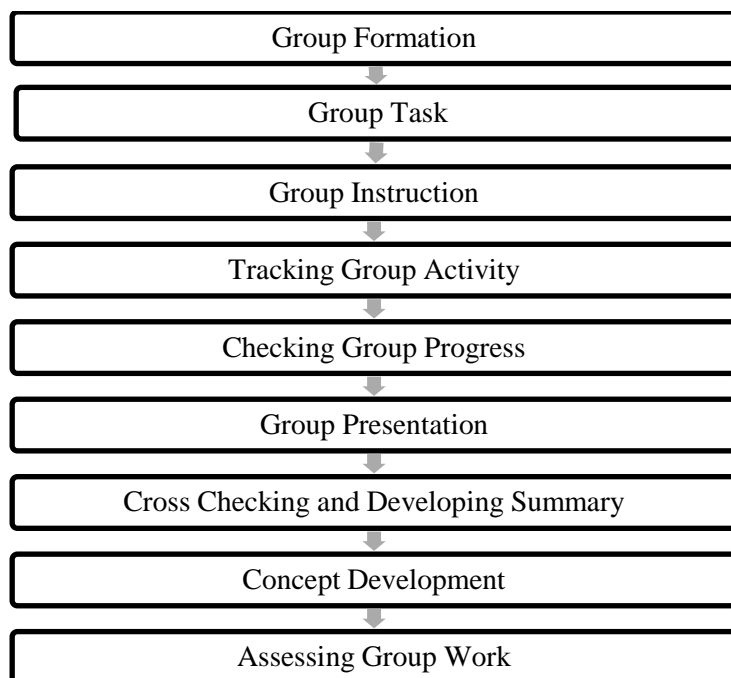 Group Formation
Group Task
Group Instruction
Tracking Group Activity
Checking Group Progress
Group Presentation
Cross Checking and Developing Summary
Concept Development
Assessing Group Work